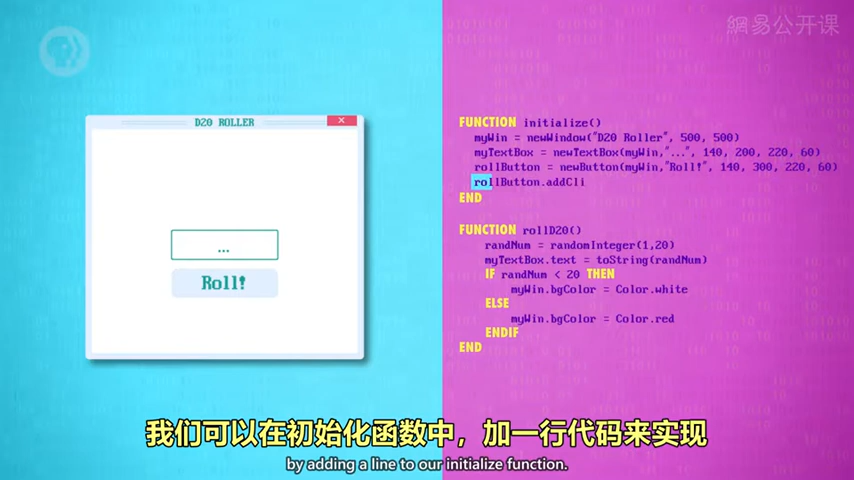 網易公开课
D20 ROLLER
...
Roll!
FUNCTION initialize()
myWin = newWindow("D20 Roller", 500, 500)
myTextBox = newTextBox(myWin,"...", 140, 200, 220, 60)
rollButton = newButton(myWin,"Roll!", 140, 300, 220, 60)
rollButton.addCli
END
FUNCTION rollD20()
randNum = randomInteger(1,20)
myTextBox.text = toString(randNum)
IF randNum < 20 THEN
myWin.bgColor = Color.white
ELSE
myWin.bgColor = Color.red
ENDIF
END
我们可以在初始化函数中，加一行代码来实现
by adding a line to our initialize function.